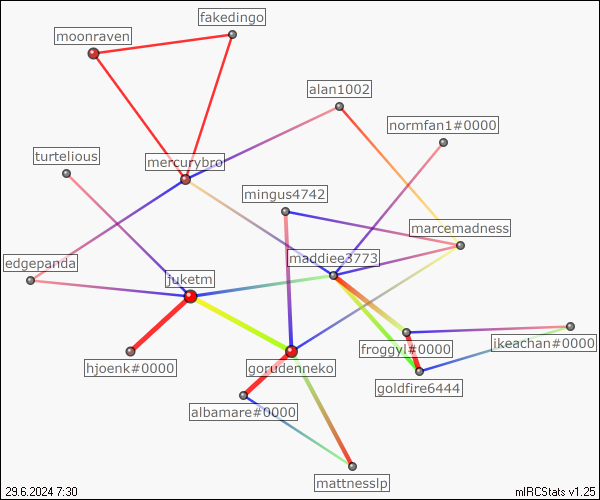 fakedingo
moonraven
alan1002
normfan1#0000
turtelious
mercurybro
mingus4742
marcemadness
maddiee3773
edgepanda
juketm
ikeachan#0000
froggyl#0000
hjoenk#0000
gorudenneko
goldfire6444
albamare#0000
mattnesslp
29.6.2024 7:30
mIRCStats v1.25